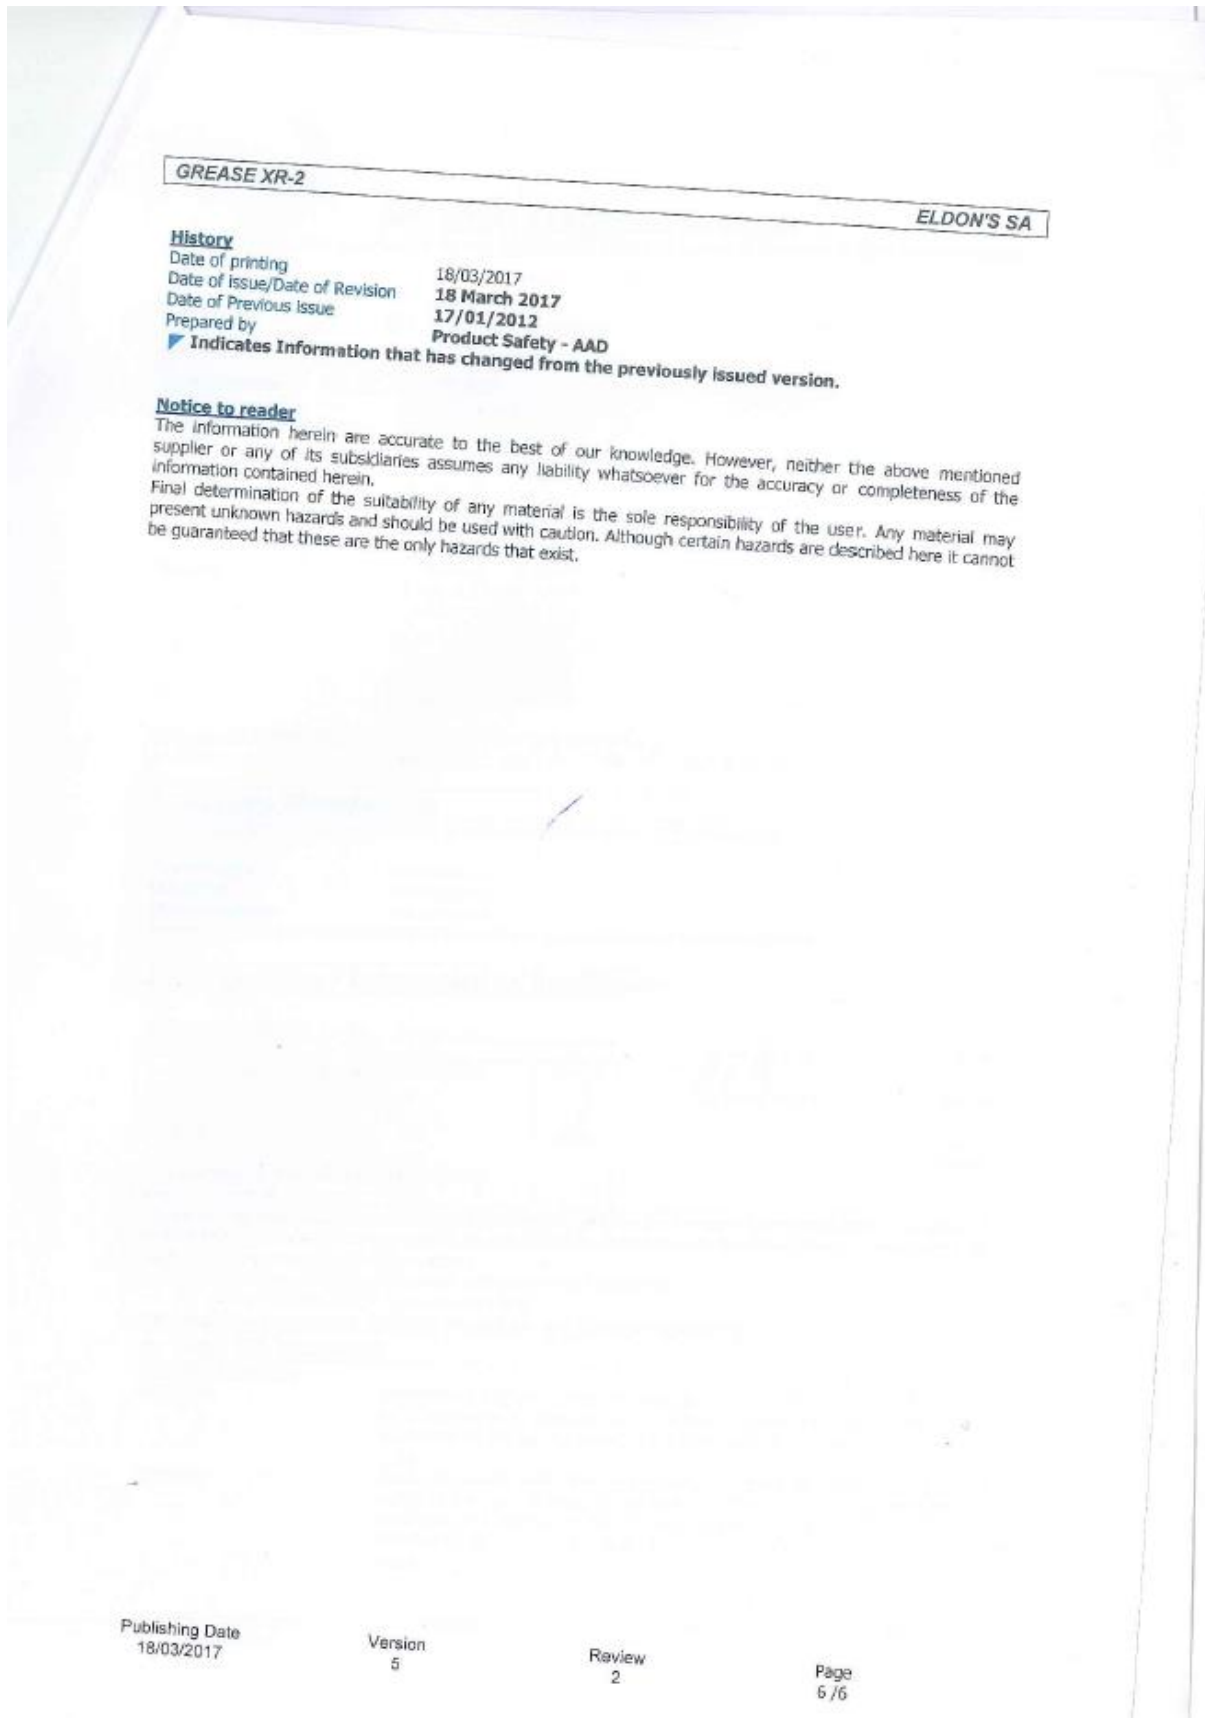 GREASE XR-2
ELDON'S SA
History
Date of printing 18/03/2017
Date of issue/Date of Revision 18 March 2017
Date of Previous Issue 17/01/2012
Prepared by Product Safety - AAD
Indicates Information that has changed from the previously issued version.
Notice to reader
The information herein are accurate to the best of our knowledge. However, neither the above mentioned
supplier or any of its subsidiaries assumes any liability whatsoever for the accuracy or completeness of the
information contained herein.
Final determination of the suitability of any material is the sole responsibility of the user. Any material may
present unknown hazards and should be used with caution. Although certain hazards are described here it cannot
be guaranteed that these are the only hazards that exist.
Publishing Date Version Review Page
18/03/2017 5 2 6 /6